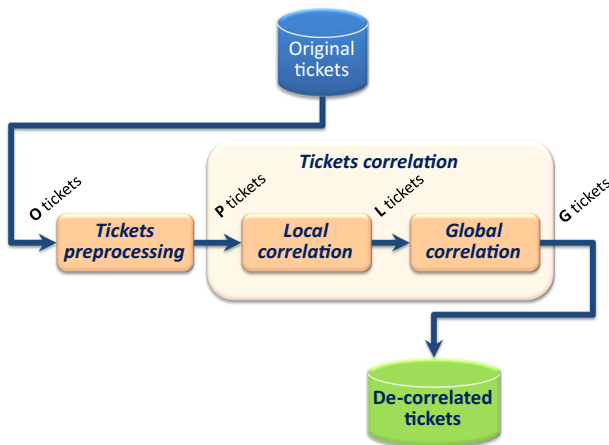 Original
tickets
Tickets correlation
O tickets
P tickets
L tickets
G tickets
Tickets
preprocessing
Local
correlation
Global
correlation
De-correlated
tickets